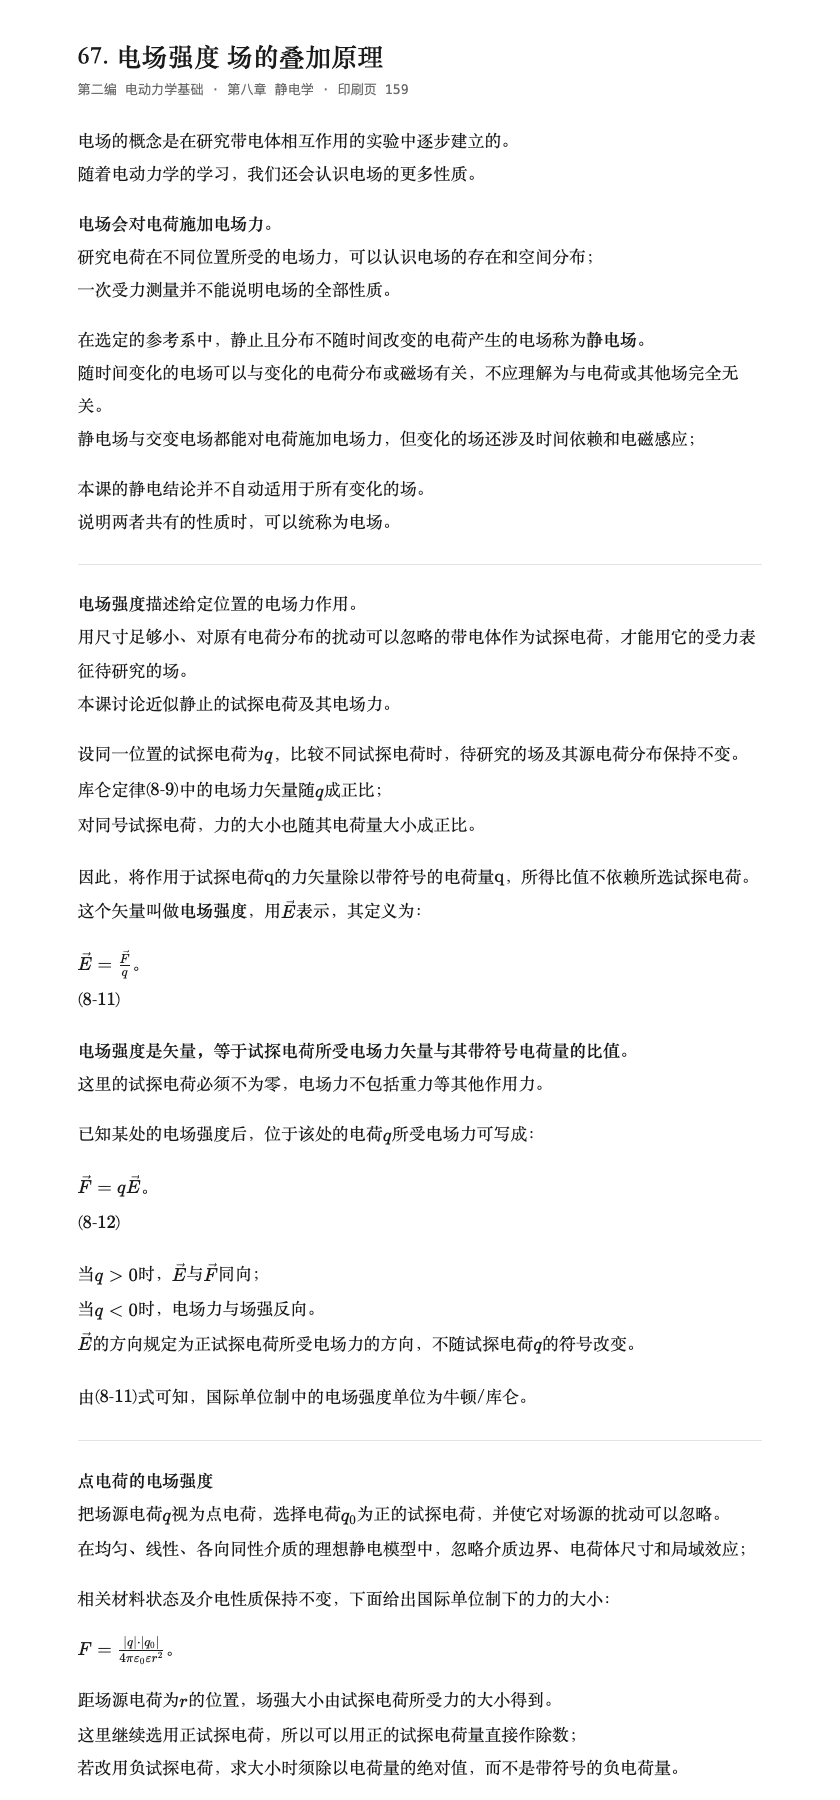 67. 电场强度 场的叠加原理
第二编 电动力学基础 · 第八章 静电学 · 印刷页 159
电场的概念是在研究带电体相互作用的实验中逐步建立的。
随着电动力学的学习，我们还会认识电场的更多性质。
电场会对电荷施加电场力。
研究电荷在不同位置所受的电场力，可以认识电场的存在和空间分布；
一次受力测量并不能说明电场的全部性质。
在选定的参考系中，静止且分布不随时间改变的电荷产生的电场称为静电场。
随时间变化的电场可以与变化的电荷分布或磁场有关，不应理解为与电荷或其他场完全无
关。
静电场与交变电场都能对电荷施加电场力，但变化的场还涉及时间依赖和电磁感应；
本课的静电结论并不自动适用于所有变化的场。
说明两者共有的性质时，可以统称为电场。
电场强度描述给定位置的电场力作用。
用尺寸足够小、对原有电荷分布的扰动可以忽略的带电体作为试探电荷，才能用它的受力表
征待研究的场。
本课讨论近似静止的试探电荷及其电场力。
设同一位置的试探电荷为q，比较不同试探电荷时，待研究的场及其源电荷分布保持不变。
库仑定律(8-9)中的电场力矢量随q成正比；
对同号试探电荷，力的大小也随其电荷量大小成正比。
因此，将作用于试探电荷q的力矢量除以带符号的电荷量q，所得比值不依赖所选试探电荷。
这个矢量叫做电场强度，用$\vec{E}$表示，其定义为：
$\vec{E} = \frac{\vec{F}}{q}$。
(8-11)
电场强度是矢量，等于试探电荷所受电场力矢量与其带符号电荷量的比值。
这里的试探电荷必须不为零，电场力不包括重力等其他作用力。
已知某处的电场强度后，位于该处的电荷q所受电场力可写成：
$\vec{F} = q\vec{E}$。
(8-12)
当q > 0时，$\vec{E}$与$\vec{F}$同向；
当q < 0时，电场力与场强反向。
$\vec{E}$的方向规定为正试探电荷所受电场力的方向，不随试探电荷q的符号改变。
由(8-11)式可知，国际单位制中的电场强度单位为牛顿/库仑。
点电荷的电场强度
把场源电荷q视为点电荷，选择电荷$q_0$为正的试探电荷，并使它对场源的扰动可以忽略。
在均匀、线性、各向同性介质的理想静电模型中，忽略介质边界、电荷体尺寸和局域效应；
相关材料状态及介电性质保持不变，下面给出国际单位制下的力的大小：
$F = \frac{|q|\cdot|q_0|}{4\pi\varepsilon_0\varepsilon r^2}$。
距场源电荷为r的位置，场强大小由试探电荷所受力的大小得到。
这里继续选用正试探电荷，所以可以用正的试探电荷量直接作除数；
若改用负试探电荷，求大小时须除以电荷量的绝对值，而不是带符号的负电荷量。